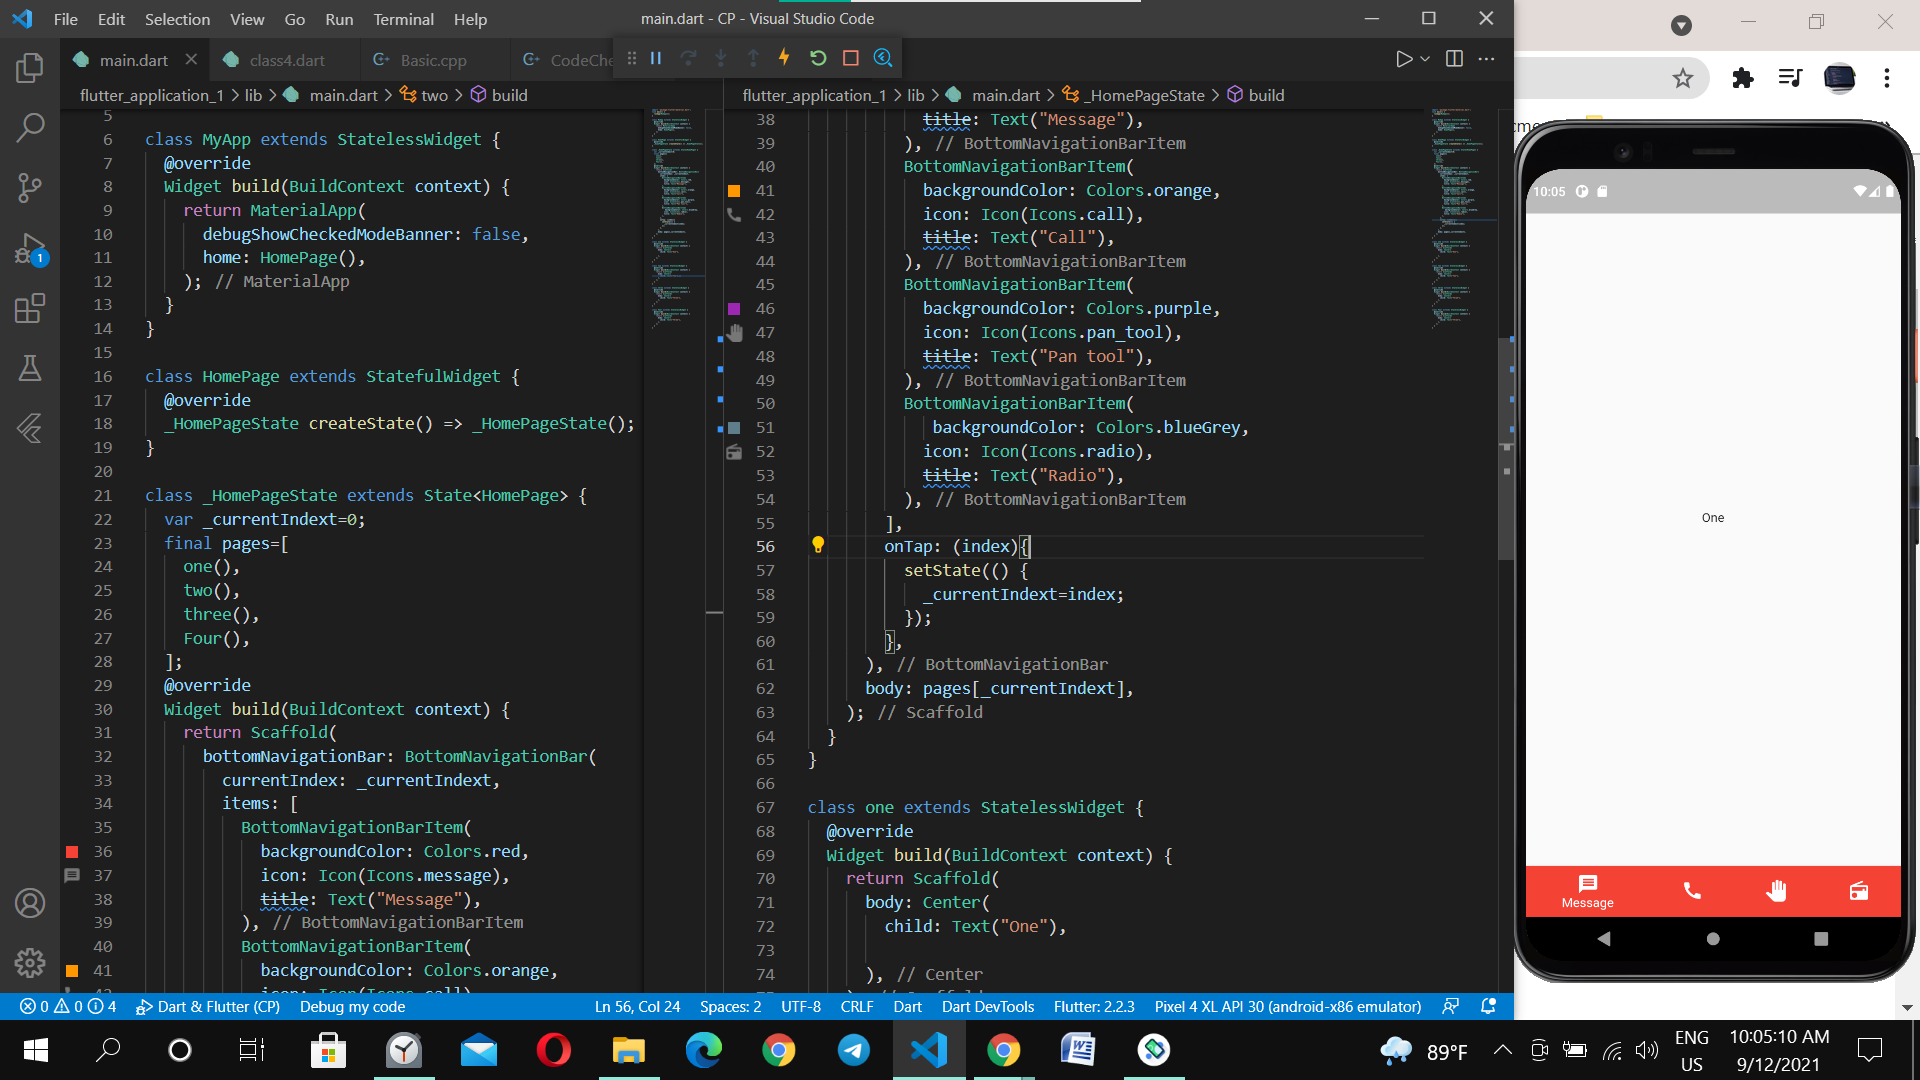 File Edit Selection View Go Run Terminal Help
main.dart - CP - Visual Studio Code
main.dart class4.dart Basic.cpp CodeChe
flutter_application_1 > lib > main.dart > two > build
5
6 class MyApp extends StatelessWidget {
7 @override
8 Widget build(BuildContext context) {
9 return MaterialApp(
10 debugShowCheckedModeBanner: false,
11 home: HomePage(),
12 ); // MaterialApp
13 }
14 }
15
16 class HomePage extends StatefulWidget {
17 @override
18 _HomePageState createState() => _HomePageState();
19 }
20
21 class _HomePageState extends State<HomePage> {
22 var _currentIndext=0;
23 final pages=[
24 one(),
25 two(),
26 three(),
27 Four(),
28 ];
29 @override
30 Widget build(BuildContext context) {
31 return Scaffold(
32 bottomNavigationBar: BottomNavigationBar(
33 currentIndex: _currentIndext,
34 items: [
35 BottomNavigationBarItem(
36 backgroundColor: Colors.red,
37 icon: Icon(Icons.message),
38 title: Text("Message"),
39 ), // BottomNavigationBarItem
40 BottomNavigationBarItem(
41 backgroundColor: Colors.orange,
42 icon: Icon(Icons.call)
flutter_application_1 > lib > main.dart > _HomePageState > build
38 title: Text("Message"),
39 ), // BottomNavigationBarItem
40 BottomNavigationBarItem(
41 backgroundColor: Colors.orange,
42 icon: Icon(Icons.call),
43 title: Text("Call"),
44 ), // BottomNavigationBarItem
45 BottomNavigationBarItem(
46 backgroundColor: Colors.purple,
47 icon: Icon(Icons.pan_tool),
48 title: Text("Pan tool"),
49 ), // BottomNavigationBarItem
50 BottomNavigationBarItem(
51 backgroundColor: Colors.blueGrey,
52 icon: Icon(Icons.radio),
53 title: Text("Radio"),
54 ), // BottomNavigationBarItem
55 ],
56 onTap: (index){
57 setState(() {
58 _currentIndext=index;
59 });
60 },
61 ), // BottomNavigationBar
62 body: pages[_currentIndext],
63 ); // Scaffold
64 }
65 }
66
67 class one extends StatelessWidget {
68 @override
69 Widget build(BuildContext context) {
70 return Scaffold(
71 body: Center(
72 child: Text("One"),
73
74 ), // Center
10:05
One
Message
1
0 0 4 Dart & Flutter (CP) Debug my code
Ln 56, Col 24 Spaces: 2 UTF-8 CRLF Dart Dart DevTools Flutter: 2.2.3 Pixel 4 XL API 30 (android-x86 emulator)
89°F
ENG
US
10:05:10 AM
9/12/2021